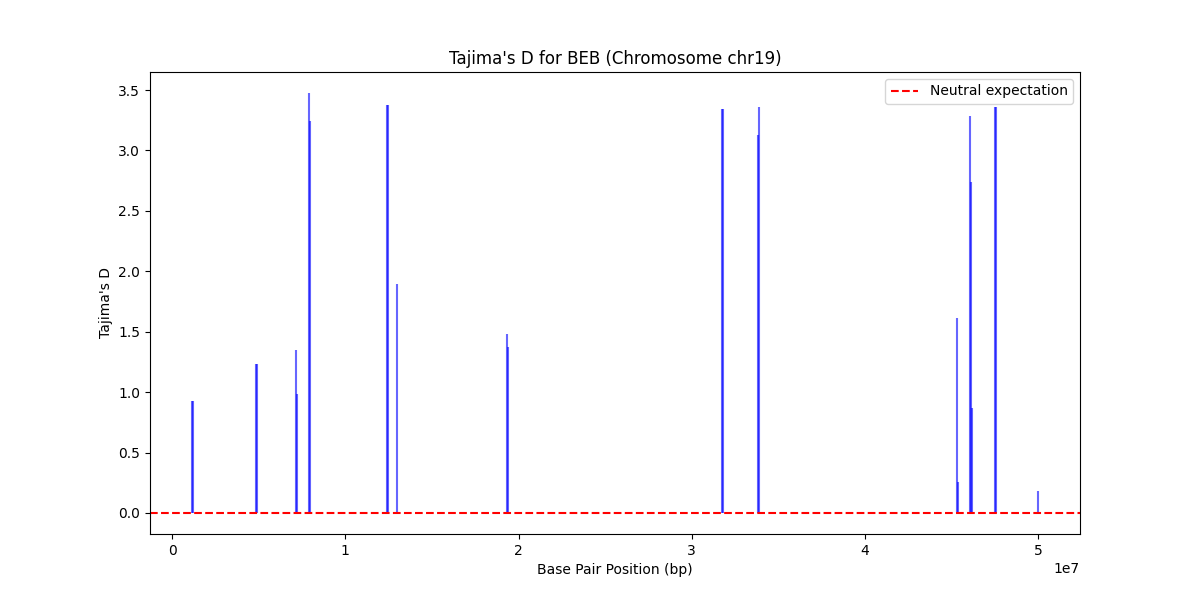 Tajima's D for BEB (Chromosome chr19)
Neutral expectation
Tajima's D
3.5
3.0
2.5
2.0
1.5
1.0
0.5
0.0
0 1 2 3 4 5
1e7
Base Pair Position (bp)